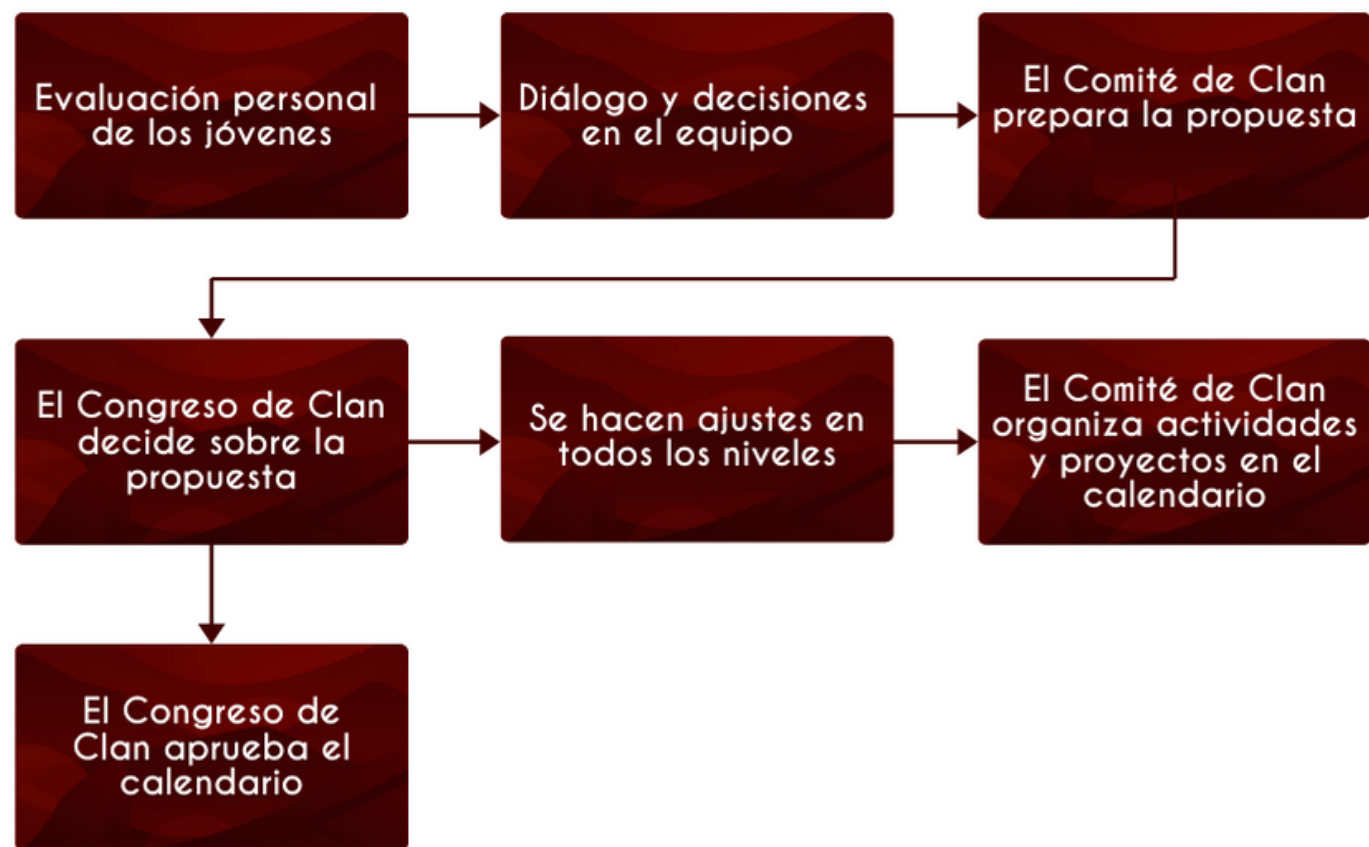 Evaluación personal
de los jóvenes
Diálogo y decisiones
en el equipo
El Comité de Clan
prepara la propuesta
El Congreso de Clan
decide sobre la
propuesta
Se hacen ajustes en
todos los niveles
El Comité de Clan
organiza actividades
y proyectos en el
calendario
El Congreso de
Clan aprueba el
calendario